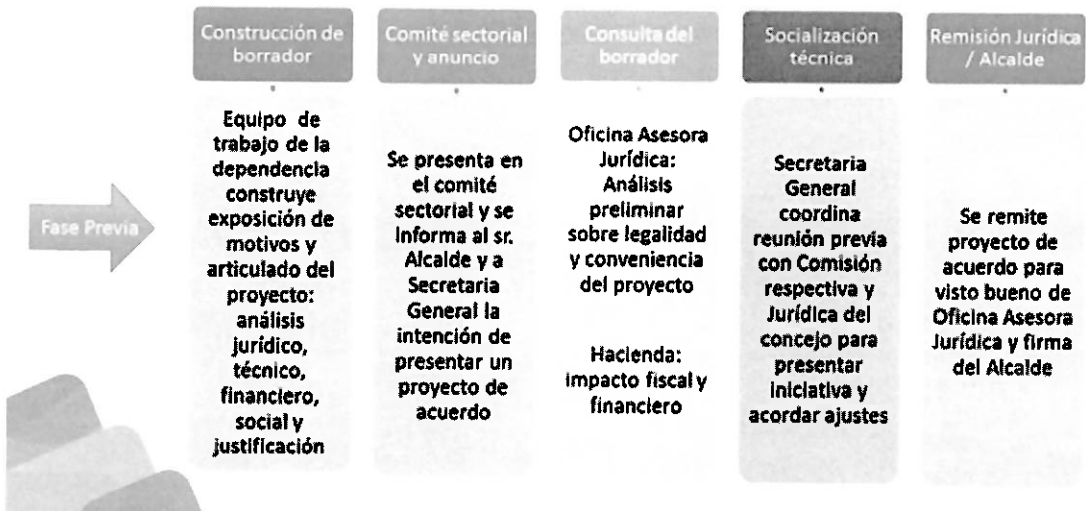 Fase Previa
Construcción de
borrador
Equipo de
trabajo de la
dependencia
construye
exposición de
motivos y
articulado del
proyecto:
análisis
jurídico,
técnico,
financiero,
social y
justificación
Comité sectorial
y anuncio
Se presenta en
el comité
sectorial y se
informa al sr.
Alcalde y a
Secretaria
General la
intención de
presentar un
proyecto de
acuerdo
Consulta del
borrador
Oficina Asesora
Jurídica:
Análisis
preliminar
sobre legalidad
y conveniencia
del proyecto
Hacienda:
impacto fiscal y
financiero
Socialización
técnica
Secretaria
General
coordina
reunión previa
con Comisión
respectiva y
Jurídica del
concejo para
presentar
iniciativa y
acordar ajustes
Remisión Jurídica
/ Alcalde
Se remite
proyecto de
acuerdo para
visto bueno de
Oficina Asesora
Jurídica y firma
del Alcalde